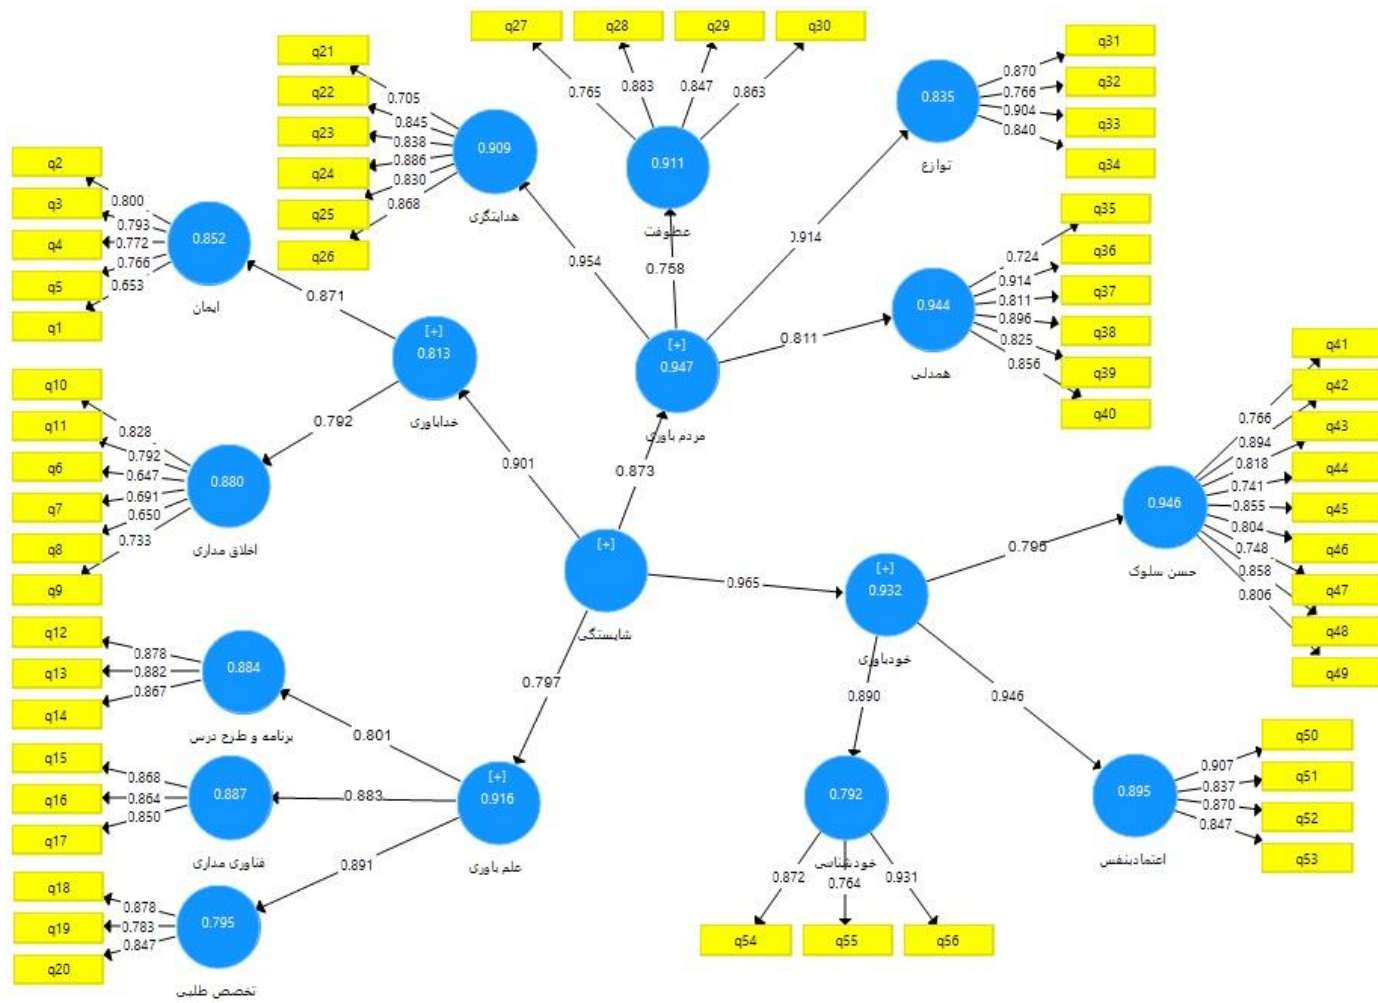 q27
q28
q29
q30
0.765
0.883
0.847
0.863
0.911
عطوفت
q21
q22
q23
q24
q25
q26
0.705
0.845
0.838
0.886
0.830
0.868
0.909
هدایتگری
q31
q32
q33
q34
0.870
0.766
0.904
0.840
0.835
توازع
q35
q36
q37
q38
q39
q40
0.724
0.914
0.811
0.896
0.825
0.856
0.944
همدلی
q2
q3
q4
q5
q1
0.800
0.793
0.772
0.766
0.653
0.852
ایمان
0.954
0.758
0.914
0.811
[+]
0.947
مردم باوری
0.871
[+]
0.813
خداباوری
0.792
q10
q11
q6
q7
q8
q9
0.828
0.792
0.647
0.691
0.650
0.733
0.880
اخلاق مداری
0.901
0.873
[+]
شایستگی
0.965
0.797
q41
q42
q43
q44
q45
q46
q47
q48
q49
0.766
0.894
0.818
0.741
0.855
0.804
0.748
0.858
0.806
0.946
حسن سلوک
0.795
[+]
0.932
خودباوری
0.890
0.946
q12
q13
q14
0.878
0.882
0.867
0.884
برنامه و طرح درس
0.801
q15
q16
q17
0.868
0.864
0.850
0.887
فناوری مداری
0.883
[+]
0.916
علم باوری
0.891
q18
q19
q20
0.878
0.783
0.847
0.795
تخصص طلبی
0.792
خودشناسی
0.872
0.764
0.931
q54
q55
q56
0.895
اعتمادبنفس
0.907
0.837
0.870
0.847
q50
q51
q52
q53